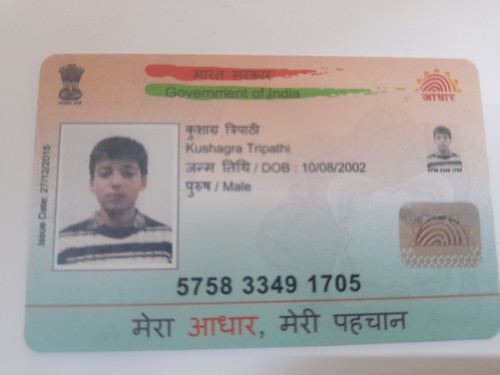 भारत सरकार
Government of India
आधार
कुशाग्र त्रिपाठी
Kushagra Tripathi
जन्म तिथि / DOB : 10/08/2002
पुरुष / Male
Issue Date: 27/12/2015
5758 3349 1705
5758 3349 1705
मेरा आधार, मेरी पहचान